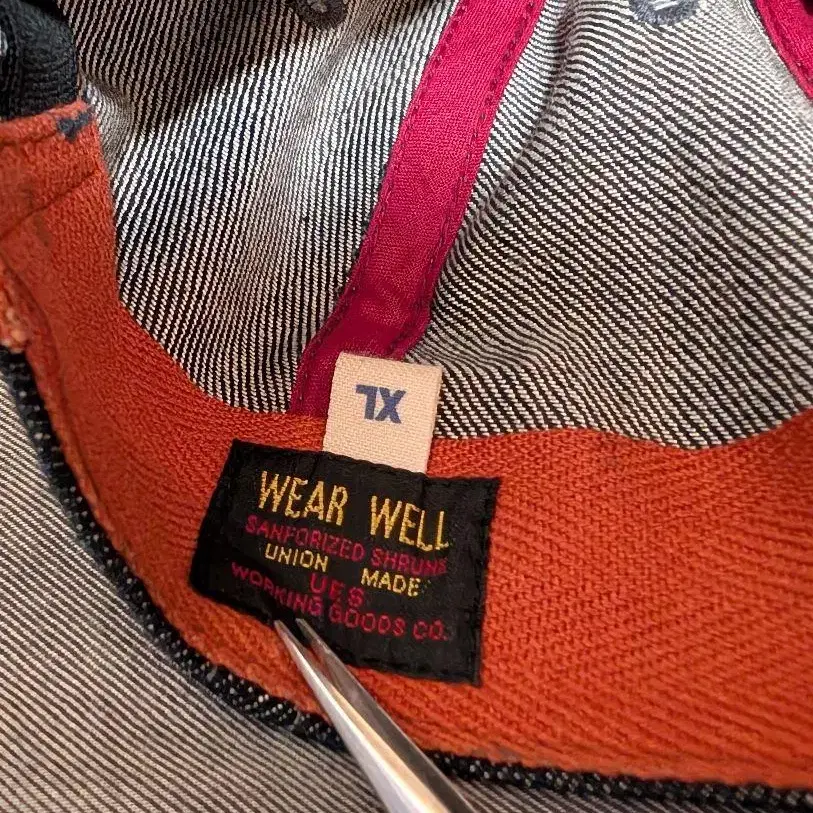 XL
WEAR WELL
SANFORIZED SHRUNK
UNION MADE
UES
WORKING GOODS CO.